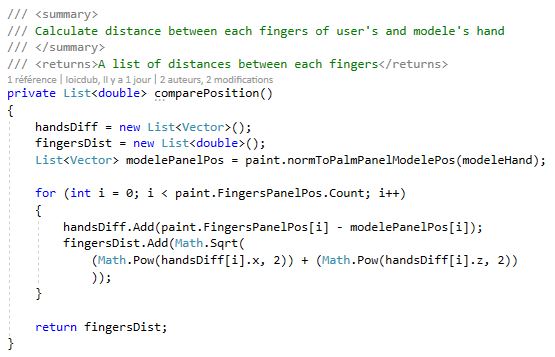 /// <summary>
/// Calculate distance between each fingers of user's and modele's hand
/// </summary>
/// <returns>A list of distances between each fingers</returns>
1 référence | loicdub, Il y a 1 jour | 2 auteurs, 2 modifications
private List<double> comparePosition()
{
    handsDiff = new List<Vector>();
    fingersDist = new List<double>();
    List<Vector> modelePanelPos = paint.normToPalmPanelModelePos(modeleHand);

    for (int i = 0; i < paint.FingersPanelPos.Count; i++)
    {
        handsDiff.Add(paint.FingersPanelPos[i] - modelePanelPos[i]);
        fingersDist.Add(Math.Sqrt(
            (Math.Pow(handsDiff[i].x, 2)) + (Math.Pow(handsDiff[i].z, 2))
            ));
    }

    return fingersDist;
}